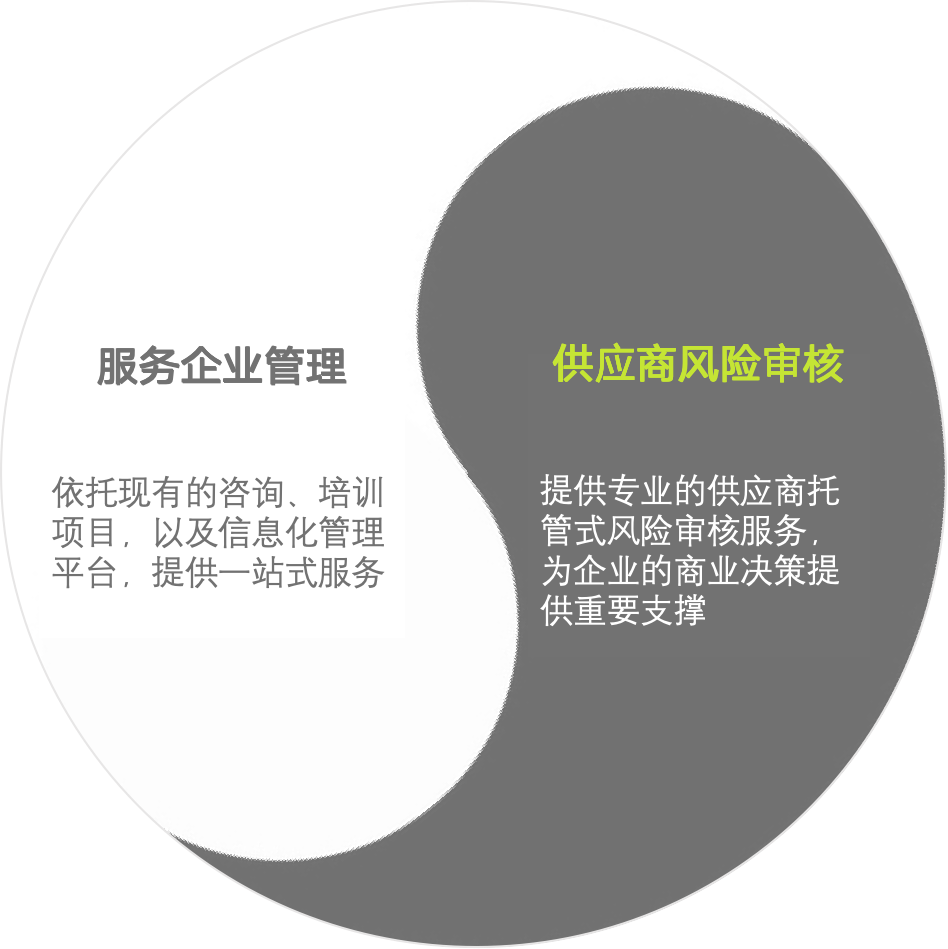 服务企业管理
依托现有的咨询、培训
项目，以及信息化管理
平台，提供一站式服务
供应商风险审核
提供专业的供应商托
管式风险审核服务，
为企业的商业决策提
供重要支撑